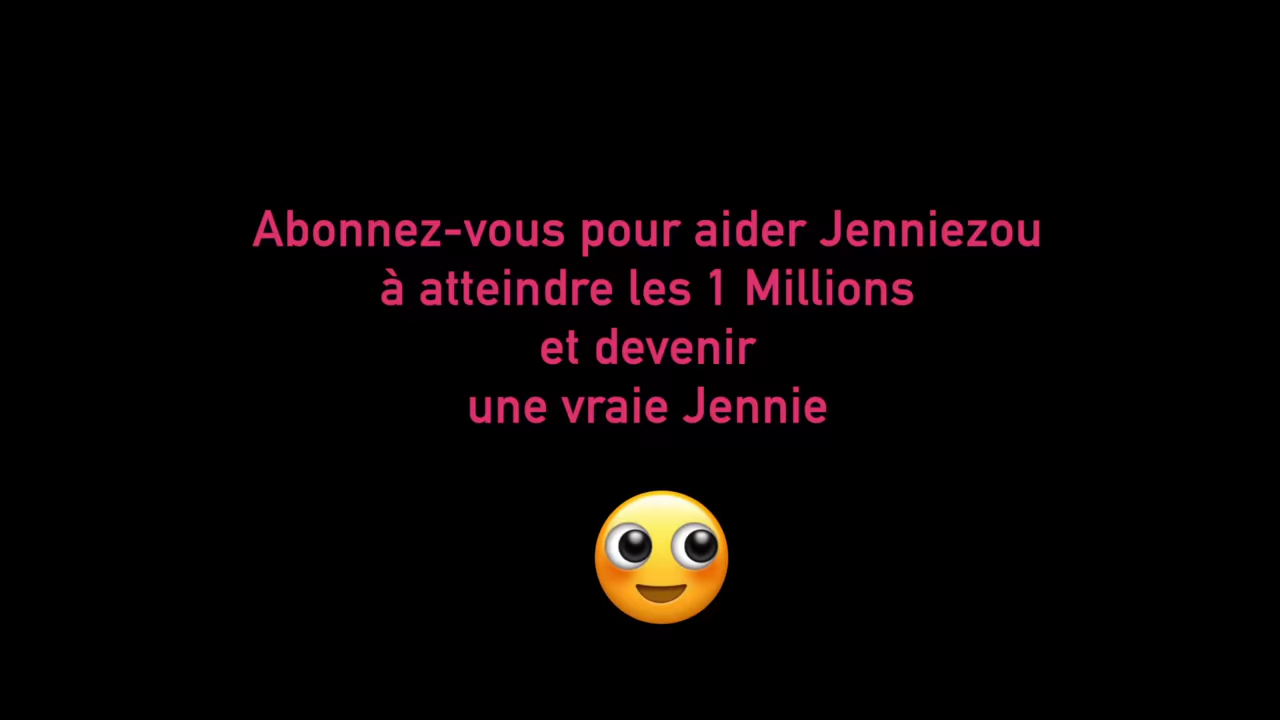 Abonnez-vous pour aider Jenniezou
à atteindre les 1 Millions
et devenir
une vraie Jennie